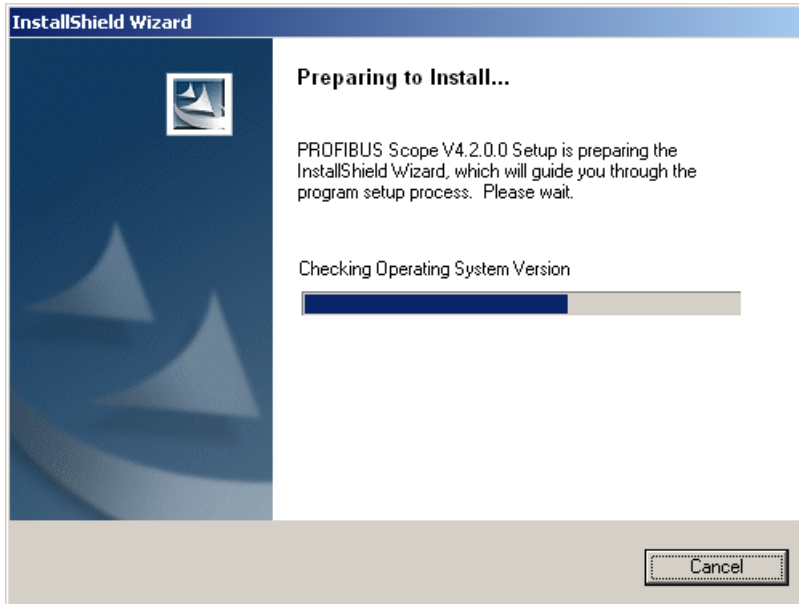 InstallShield Wizard
Preparing to Install...
PROFIBUS Scope V4.2.0.0 Setup is preparing the
InstallShield Wizard, which will guide you through the
program setup process.  Please wait.
Checking Operating System Version
Cancel